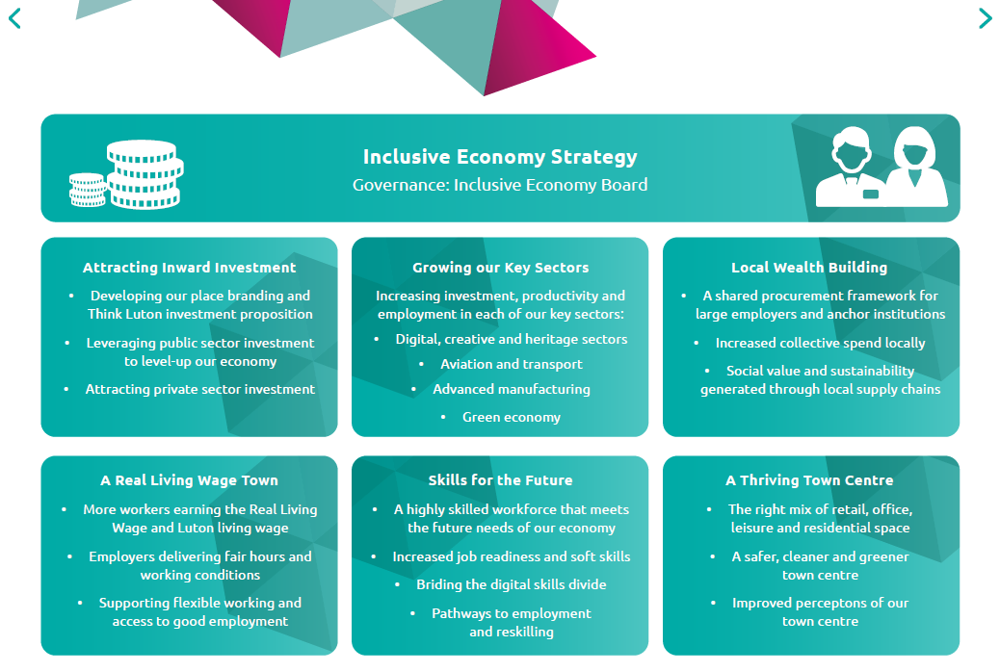 Inclusive Economy Strategy
Governance: Inclusive Economy Board
Attracting Inward Investment
• Developing our place branding and
Think Luton investment proposition
• Leveraging public sector investment
to level-up our economy
• Attracting private sector investment
Growing our Key Sectors
Increasing investment, productivity and
employment in each of our key sectors:
• Digital, creative and heritage sectors
• Aviation and transport
• Advanced manufacturing
• Green economy
Local Wealth Building
• A shared procurement framework for
large employers and anchor institutions
• Increased collective spend locally
• Social value and sustainability
generated through local supply chains
A Real Living Wage Town
• More workers earning the Real Living
Wage and Luton living wage
• Employers delivering fair hours and
working conditions
• Supporting flexible working and
access to good employment
Skills for the Future
• A highly skilled workforce that meets
the future needs of our economy
• Increased job readiness and soft skills
• Briding the digital skills divide
• Pathways to employment
and reskilling
A Thriving Town Centre
• The right mix of retail, office,
leisure and residential space
• A safer, cleaner and greener
town centre
• Improved perceptons of our
town centre